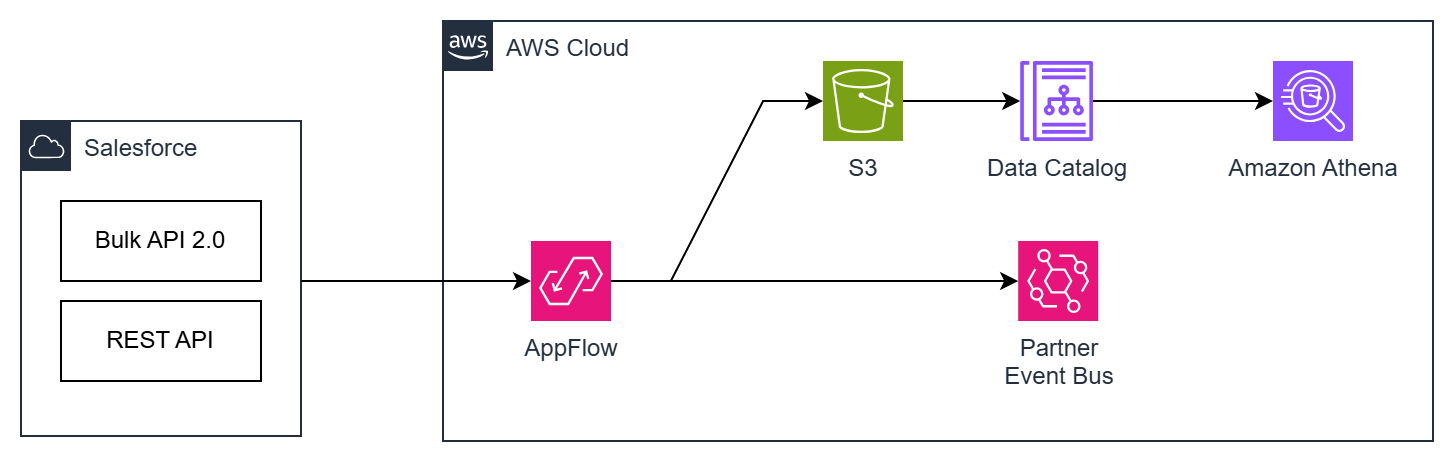 aws
AWS Cloud
Salesforce
Bulk API 2.0
REST API
AppFlow
S3
Data Catalog
Amazon Athena
Partner
Event Bus